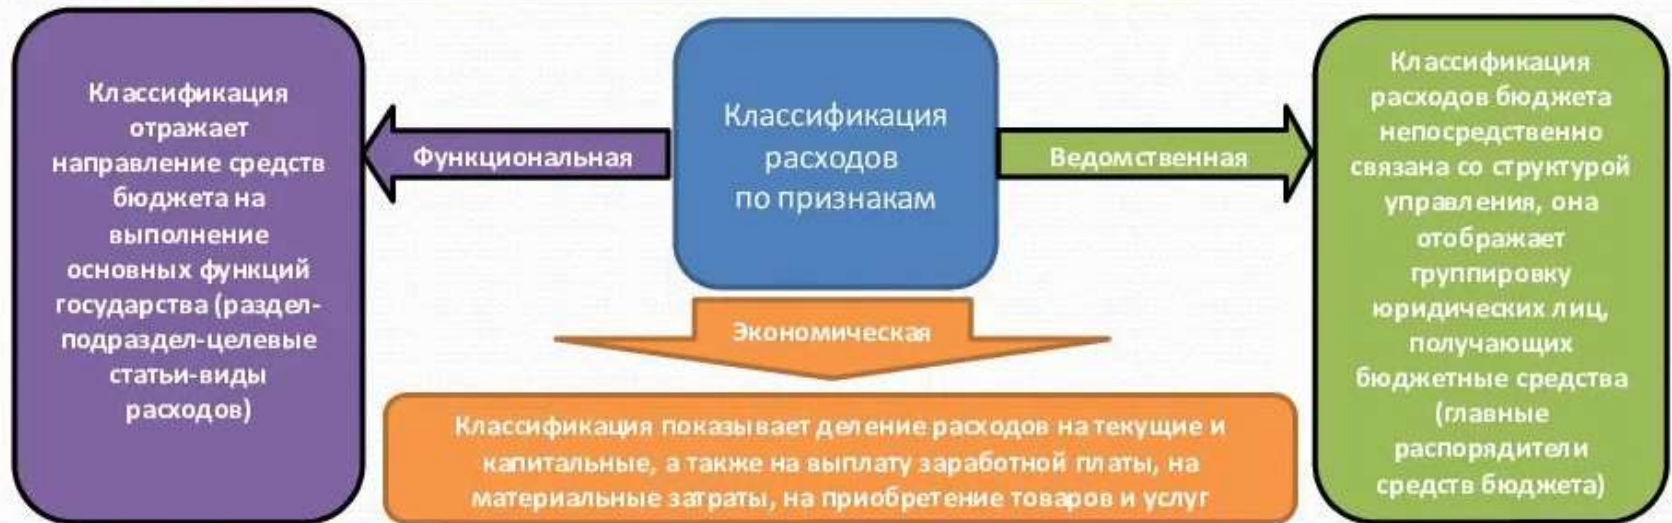 Классификация
отражает
направление средств
бюджета на
выполнение
основных функций
государства (раздел-
подраздел-целевые
статьи-виды
расходов)
Функциональная
Классификация
расходов
по признакам
Ведомственная
Классификация
расходов бюджета
непосредственно
связана со структурой
управления, она
отображает
группировку
юридических лиц,
получающих
бюджетные средства
(главные
распорядители
средств бюджета)
Экономическая
Классификация показывает деление расходов на текущие и
капитальные, а также на выплату заработной платы, на
материальные затраты, на приобретение товаров и услуг